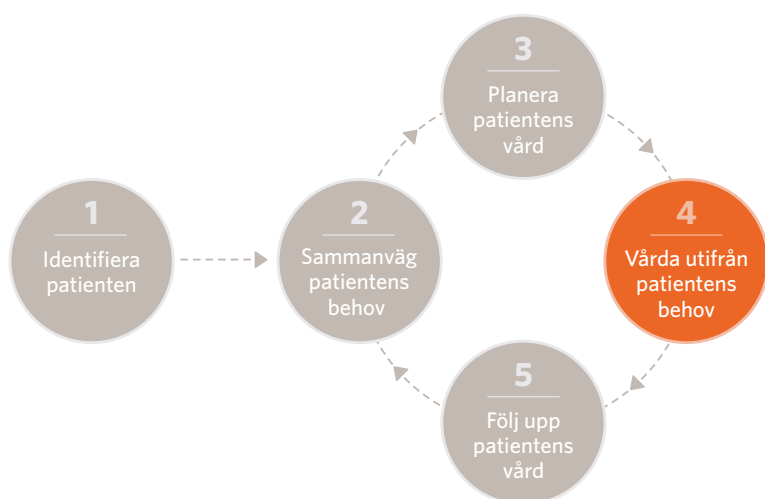 1
Identifiera
patienten
2
Sammanväg
patientens
behov
3
Planera
patientens
vård
4
Vårda utifrån
patientens
behov
5
Följ upp
patientens
vård